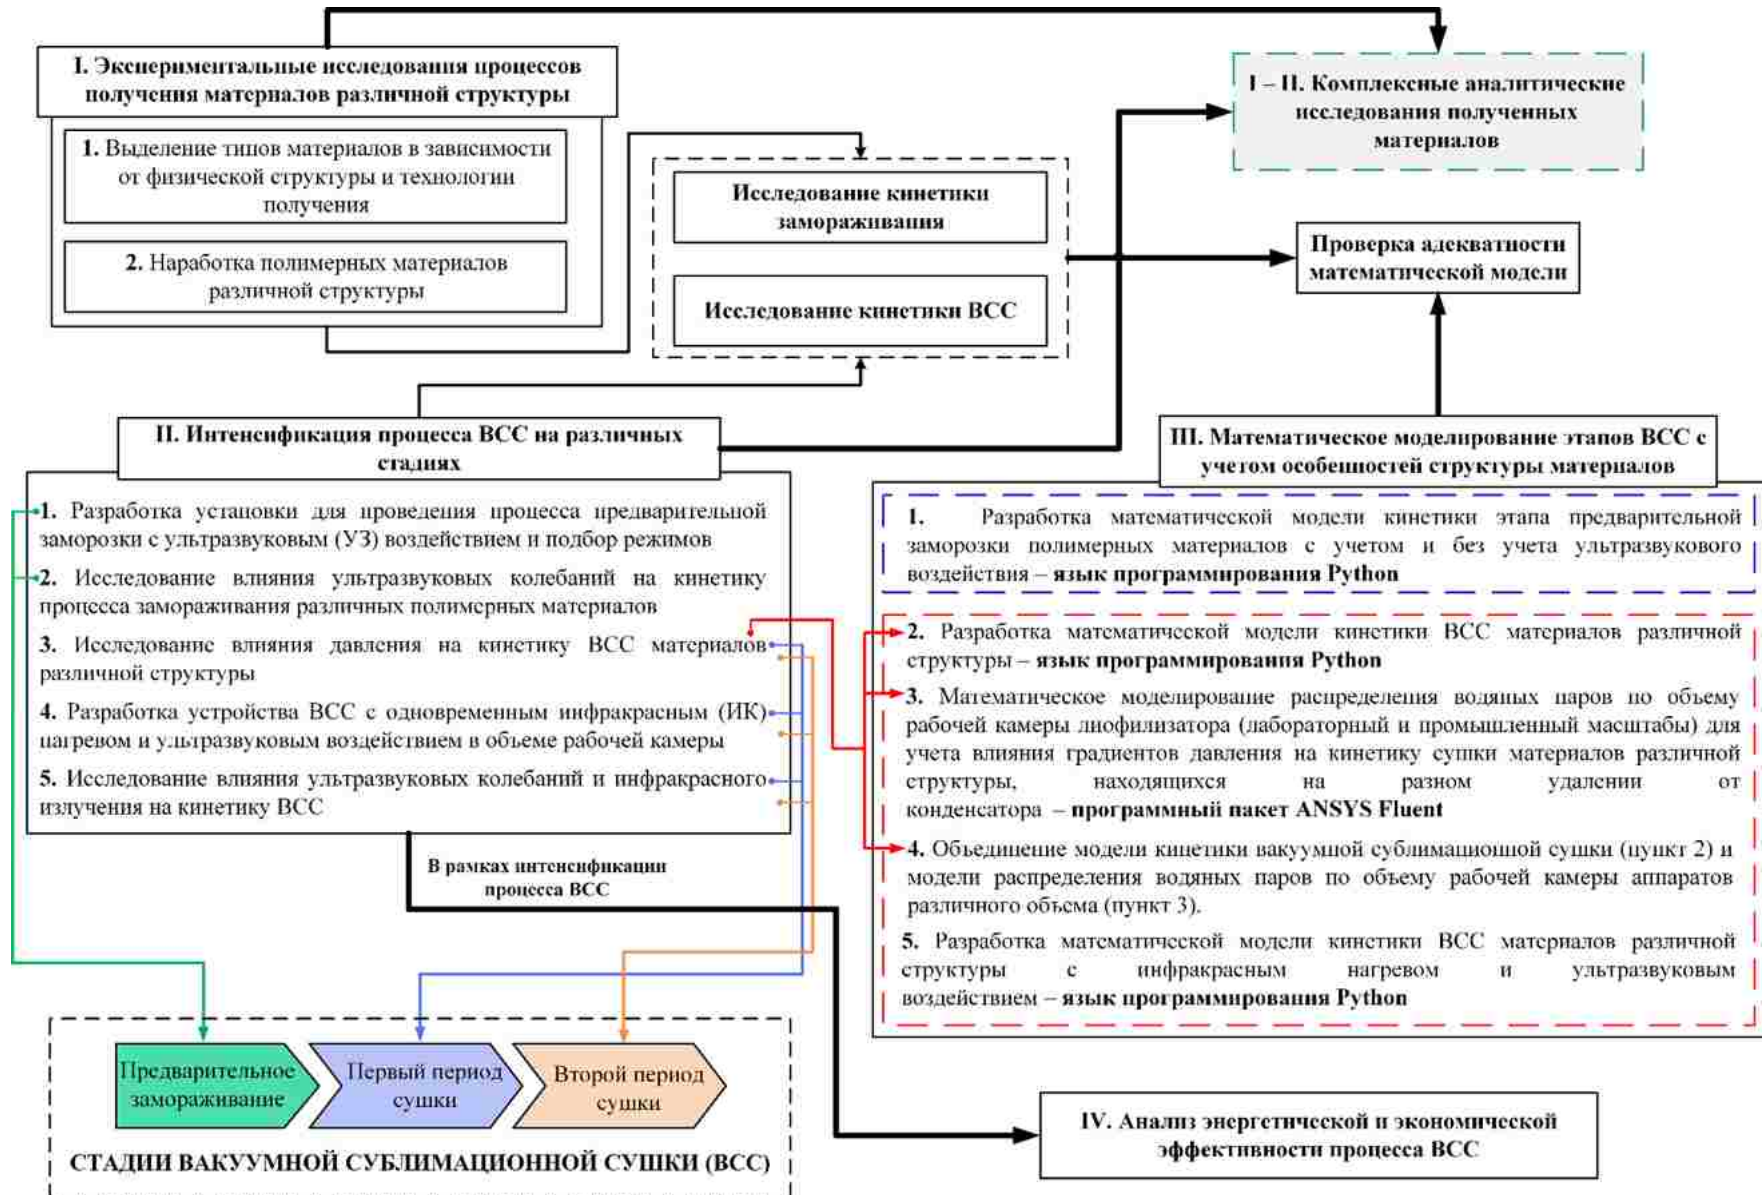 I. Экспериментальные исследования процессов
получения материалов различной структуры
1. Выделение типов материалов в зависимости
от физической структуры и технологии
получения
2. Наработка полимерных материалов
различной структуры
Исследование кинетики
замораживания
Исследование кинетики ВСС
I – II. Комплексные аналитические
исследования полученных
материалов
Проверка адекватности
математической модели
II. Интенсификация процесса ВСС на различных
стадиях
1. Разработка установки для проведения процесса предварительной
заморозки с ультразвуковым (УЗ) воздействием и подбор режимов
2. Исследование влияния ультразвуковых колебаний на кинетику
процесса замораживания различных полимерных материалов
3. Исследование влияния давления на кинетику ВСС материалов
различной структуры
4. Разработка устройства ВСС с одновременным инфракрасным (ИК)
нагревом и ультразвуковым воздействием в объеме рабочей камеры
5. Исследование влияния ультразвуковых колебаний и инфракрасного
излучения на кинетику ВСС
III. Математическое моделирование этапов ВСС с
учетом особенностей структуры материалов
1. Разработка математической модели кинетики этапа предварительной
заморозки полимерных материалов с учетом и без учета ультразвукового
воздействия – язык программирования Python
2. Разработка математической модели кинетики ВСС материалов различной
структуры – язык программирования Python
3. Математическое моделирование распределения водяных паров по объему
рабочей камеры лиофилизатора (лабораторный и промышленный масштабы) для
учета влияния градиентов давления на кинетику сушки материалов различной
структуры, находящихся на разном удалении от
конденсатора – программный пакет ANSYS Fluent
4. Объединение модели кинетики вакуумной сублимационной сушки (пункт 2) и
модели распределения водяных паров по объему рабочей камеры аппаратов
различного объема (пункт 3).
5. Разработка математической модели кинетики ВСС материалов различной
структуры с инфракрасным нагревом и ультразвуковым
воздействием – язык программирования Python
В рамках интенсификации
процесса ВСС
Предварительное
замораживание
Первый период
сушки
Второй период
сушки
СТАДИИ ВАКУУМНОЙ СУБЛИМАЦИОННОЙ СУШКИ (ВСС)
IV. Анализ энергетической и экономической
эффективности процесса ВСС